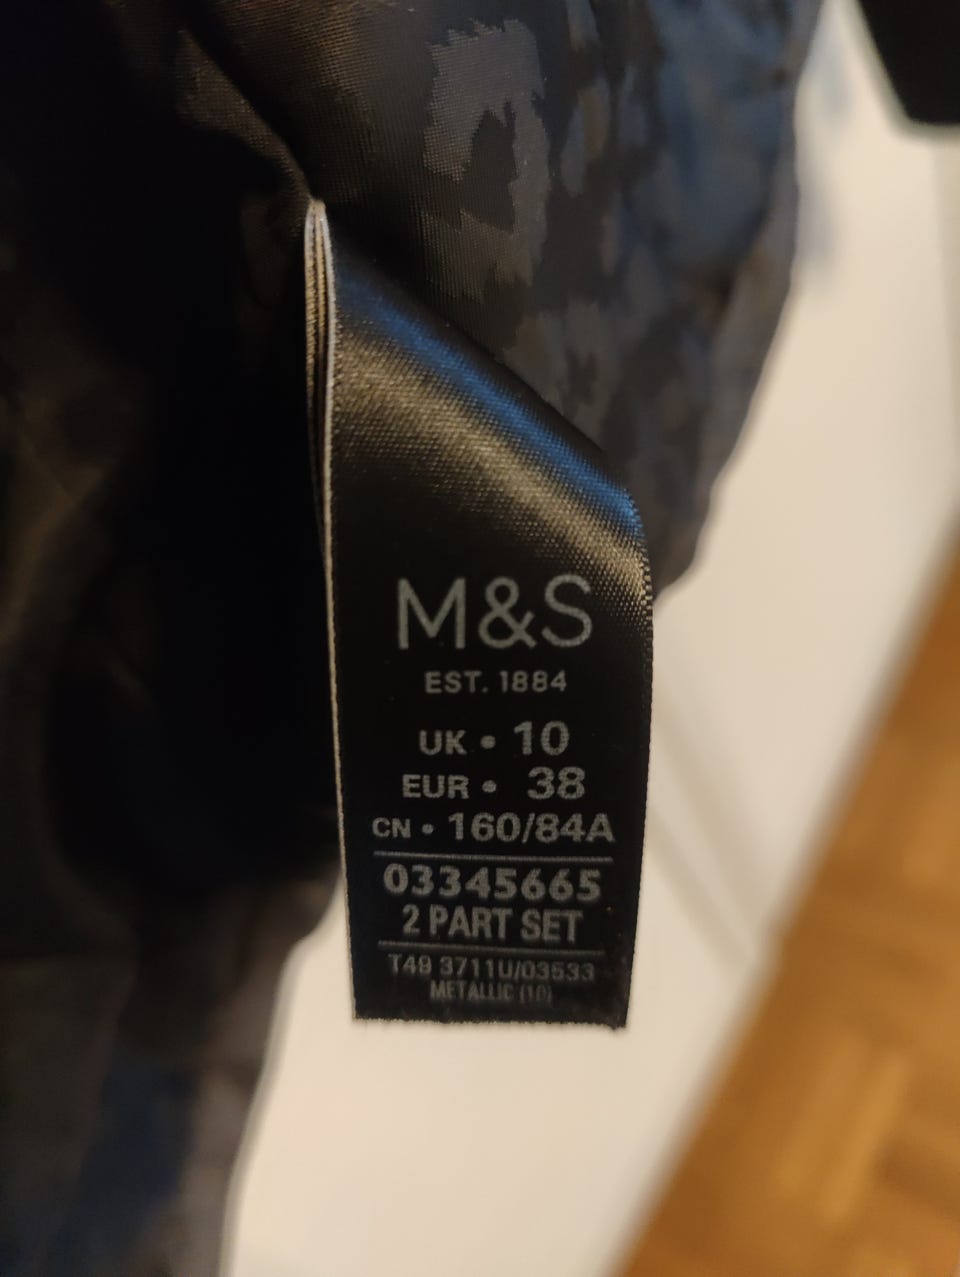 M&S
EST. 1884
UK • 10
EUR • 38
CN • 160/84A
03345665
2 PART SET
T49 3711U/03533
METALLIC (10)